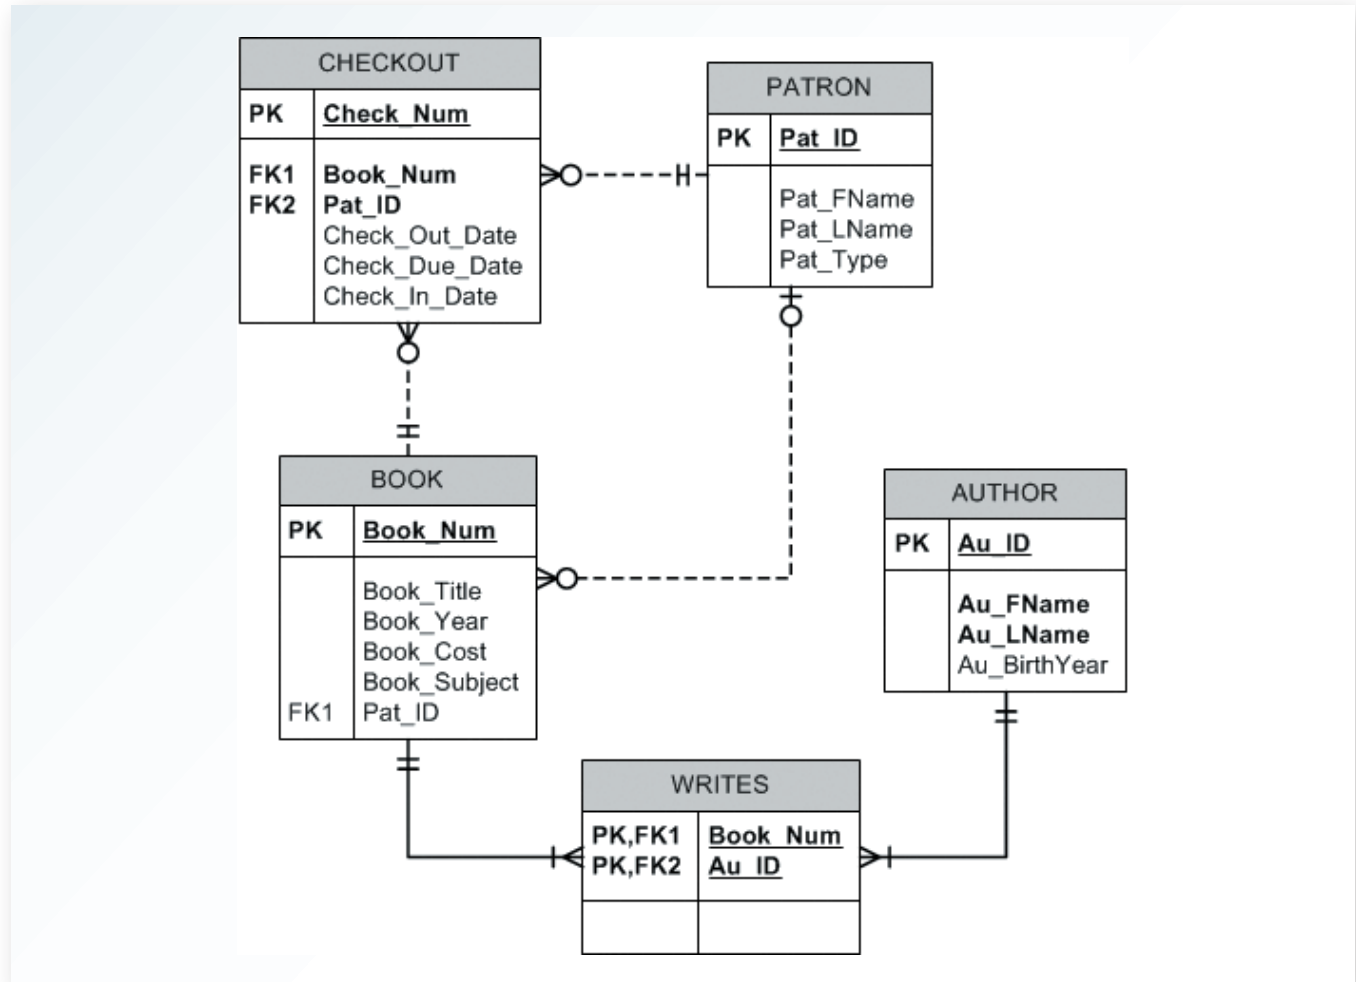 CHECKOUT
PK Check_Num
FK1 Book_Num
FK2 Pat_ID
Check_Out_Date
Check_Due_Date
Check_In_Date
PATRON
PK Pat_ID
Pat_FName
Pat_LName
Pat_Type
BOOK
PK Book_Num
Book_Title
Book_Year
Book_Cost
Book_Subject
FK1 Pat_ID
AUTHOR
PK Au_ID
Au_FName
Au_LName
Au_BirthYear
WRITES
PK,FK1 Book_Num
PK,FK2 Au_ID